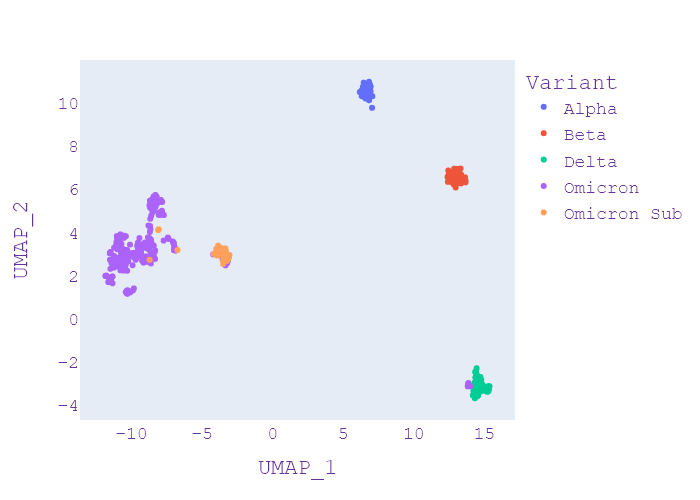 Variant
Alpha
Beta
Delta
Omicron
Omicron Sub
UMAP_2
10
8
6
4
2
0
−2
−4
−10
−5
0
5
10
15
UMAP_1